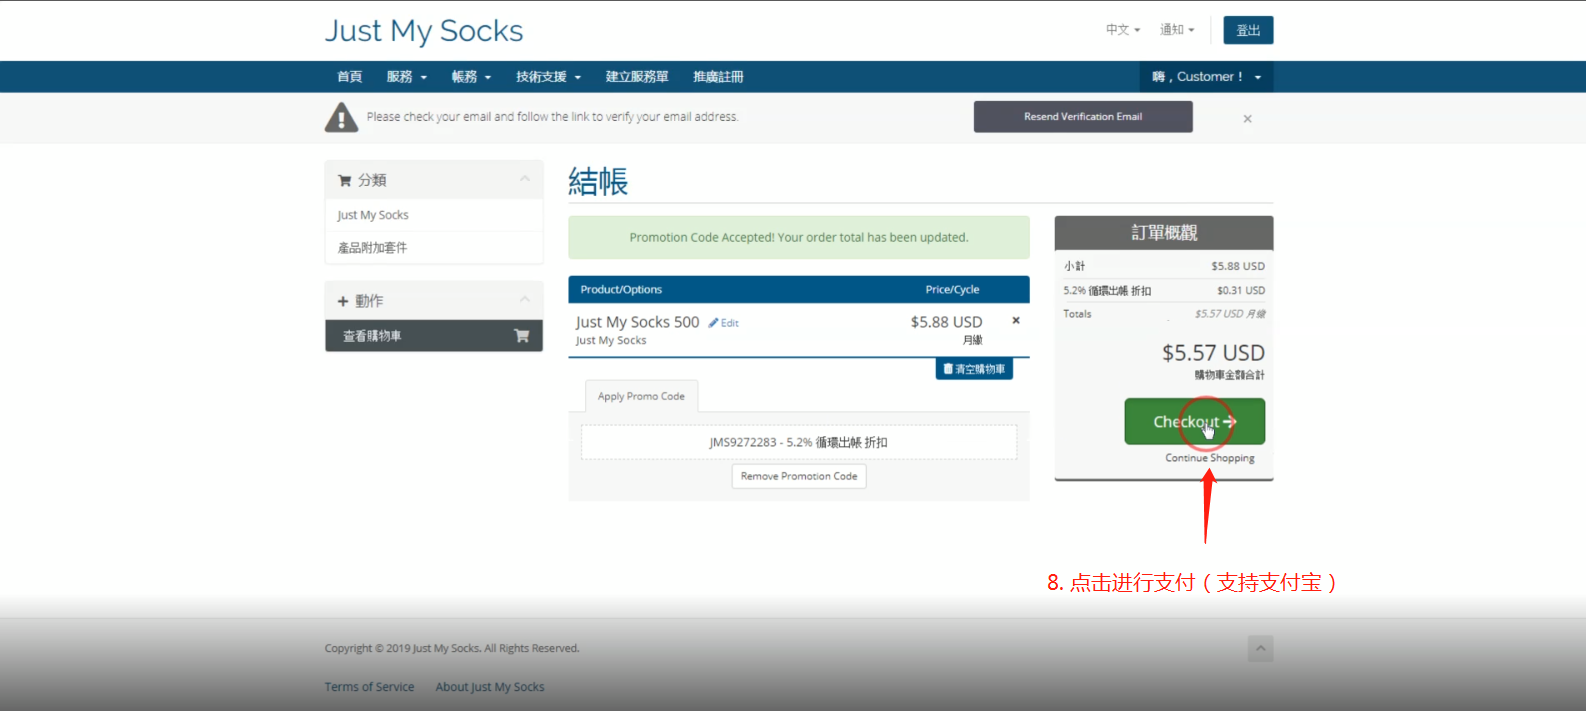 Just My Socks
中文
通知
登出
首頁 服務 帳務 技術支援 建立服務單 推廣註冊
嗨，Customer！
Please check your email and follow the link to verify your email address.
Resend Verification Email
×
分類
Just My Socks
產品附加套件
動作
查看購物車
結帳
Promotion Code Accepted! Your order total has been updated.
Product/Options Price/Cycle
Just My Socks 500 Edit $5.88 USD ×
Just My Socks 月繳
清空購物車
Apply Promo Code
JMS9272283 - 5.2% 循環出帳 折扣
Remove Promotion Code
訂單概觀
小計 $5.88 USD
5.2% 循環出帳 折扣 $0.31 USD
Totals $5.57 USD 月繳
$5.57 USD
購物車金額合計
Checkout
Continue Shopping
8. 点击进行支付（支持支付宝）
Copyright © 2019 Just My Socks. All Rights Reserved.
Terms of Service About Just My Socks